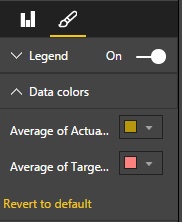 Legend On
Data colors
Average of Actua...
Average of Targe...
Revert to default